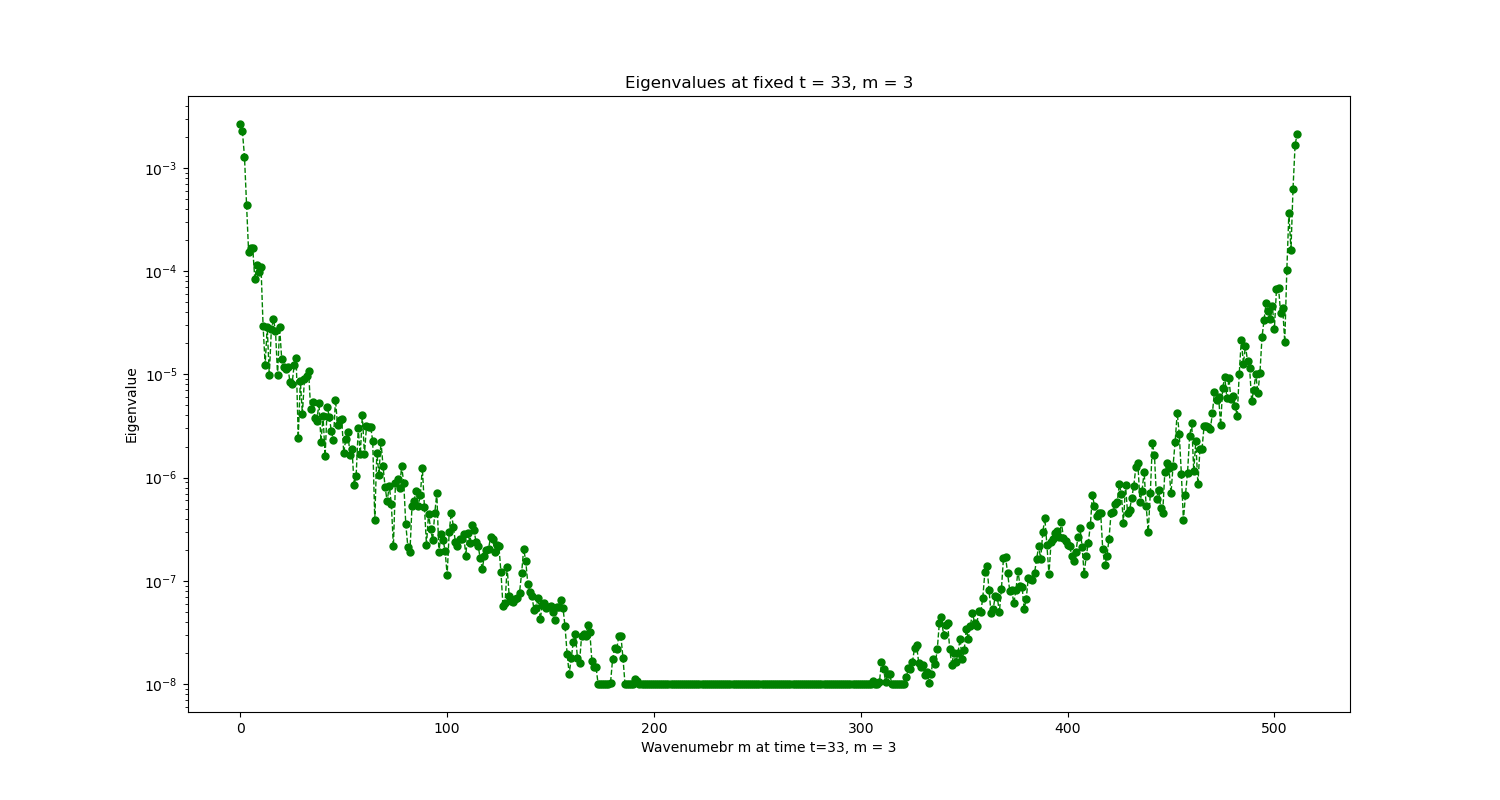 Eigenvalues at fixed t = 33, m = 3
Eigenvalue
10⁻³
10⁻⁴
10⁻⁵
10⁻⁶
10⁻⁷
10⁻⁸
0 100 200 300 400 500
Wavenumebr m at time t=33, m = 3